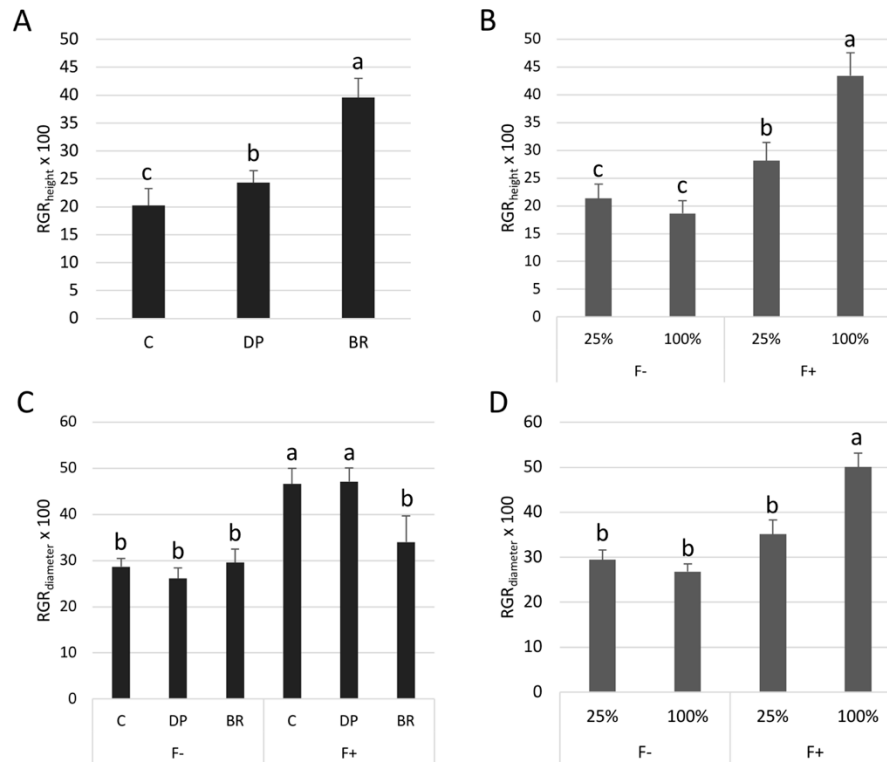 A
RGRheight x 100
50
45
40
35
30
25
20
15
10
5
0
c
b
a
C DP BR
B
RGRheight x 100
50
45
40
35
30
25
20
15
10
5
0
c
c
b
a
25% 100% 25% 100%
F- F+
C
RGRdiameter x 100
60
50
40
30
20
10
0
b
b
b
a
a
b
C DP BR C DP BR
F- F+
D
RGRdiameter x 100
60
50
40
30
20
10
0
b
b
b
a
25% 100% 25% 100%
F- F+